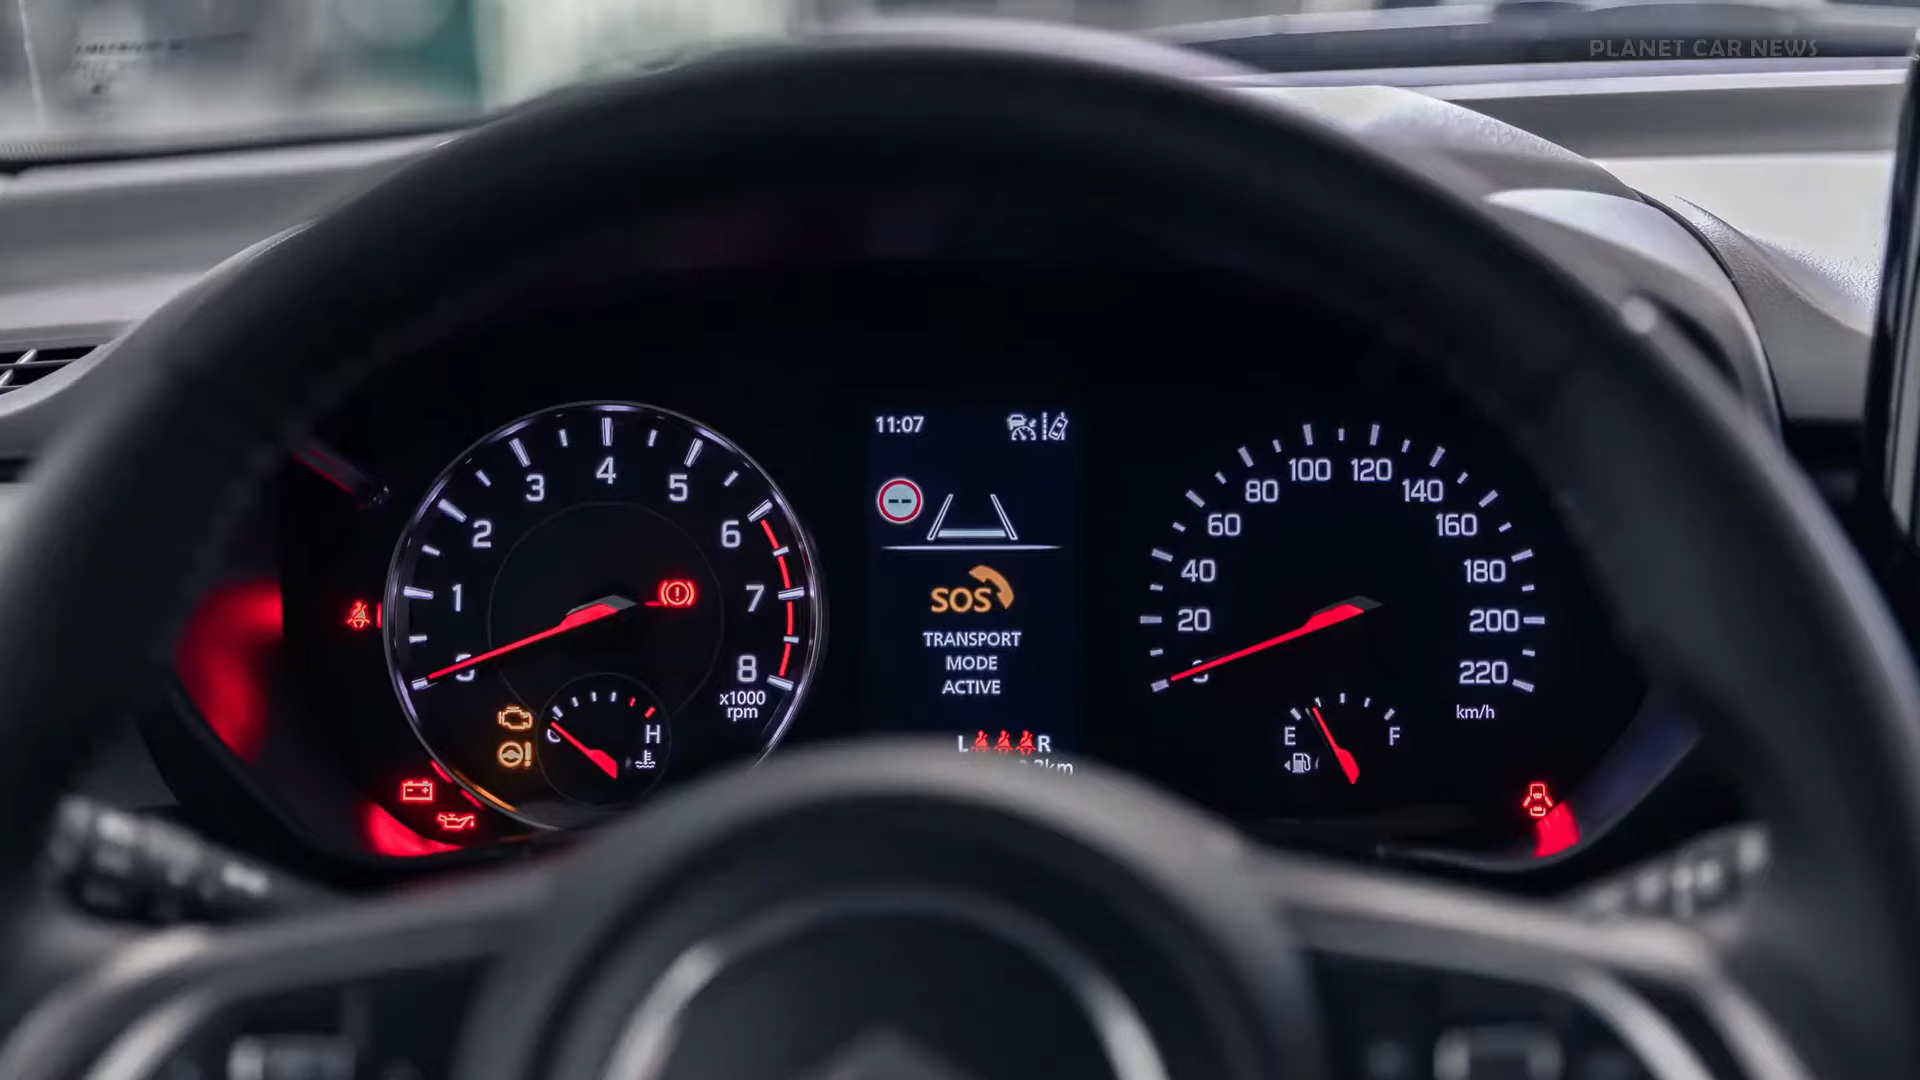 PLANET CAR NEWS
11:07
SOS
TRANSPORT
MODE
ACTIVE
L R
1
2
3
4
5
6
7
8
x1000
rpm
H
20
40
60
80
100
120
140
160
180
200
220
km/h
E
F